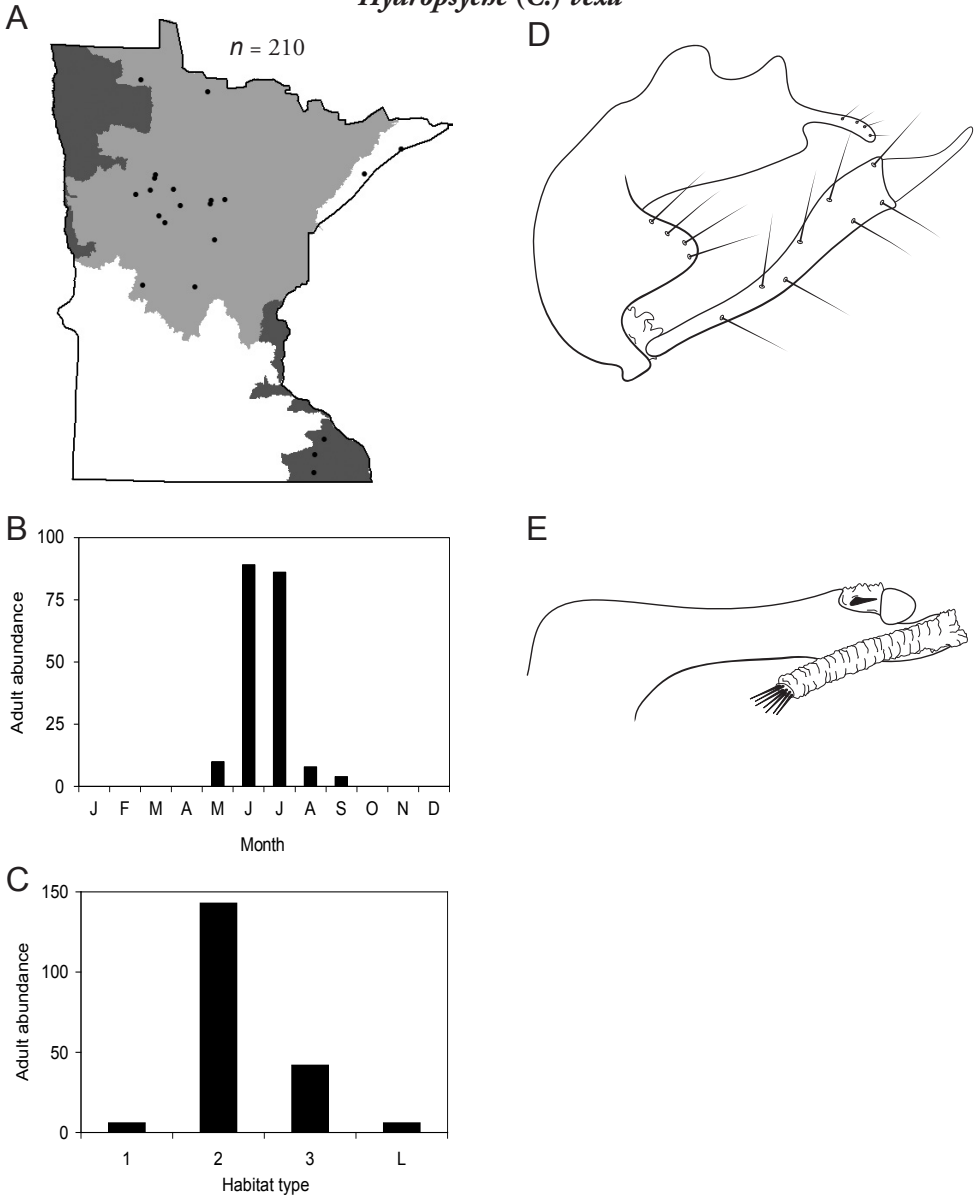 Hydropsyche (C.) vexa
A
n = 210
D
B
100
75
50
25
0
Adult abundance
J F M A M J J A S O N D
Month
E
C
150
100
50
0
Adult abundance
1 2 3 L
Habitat type